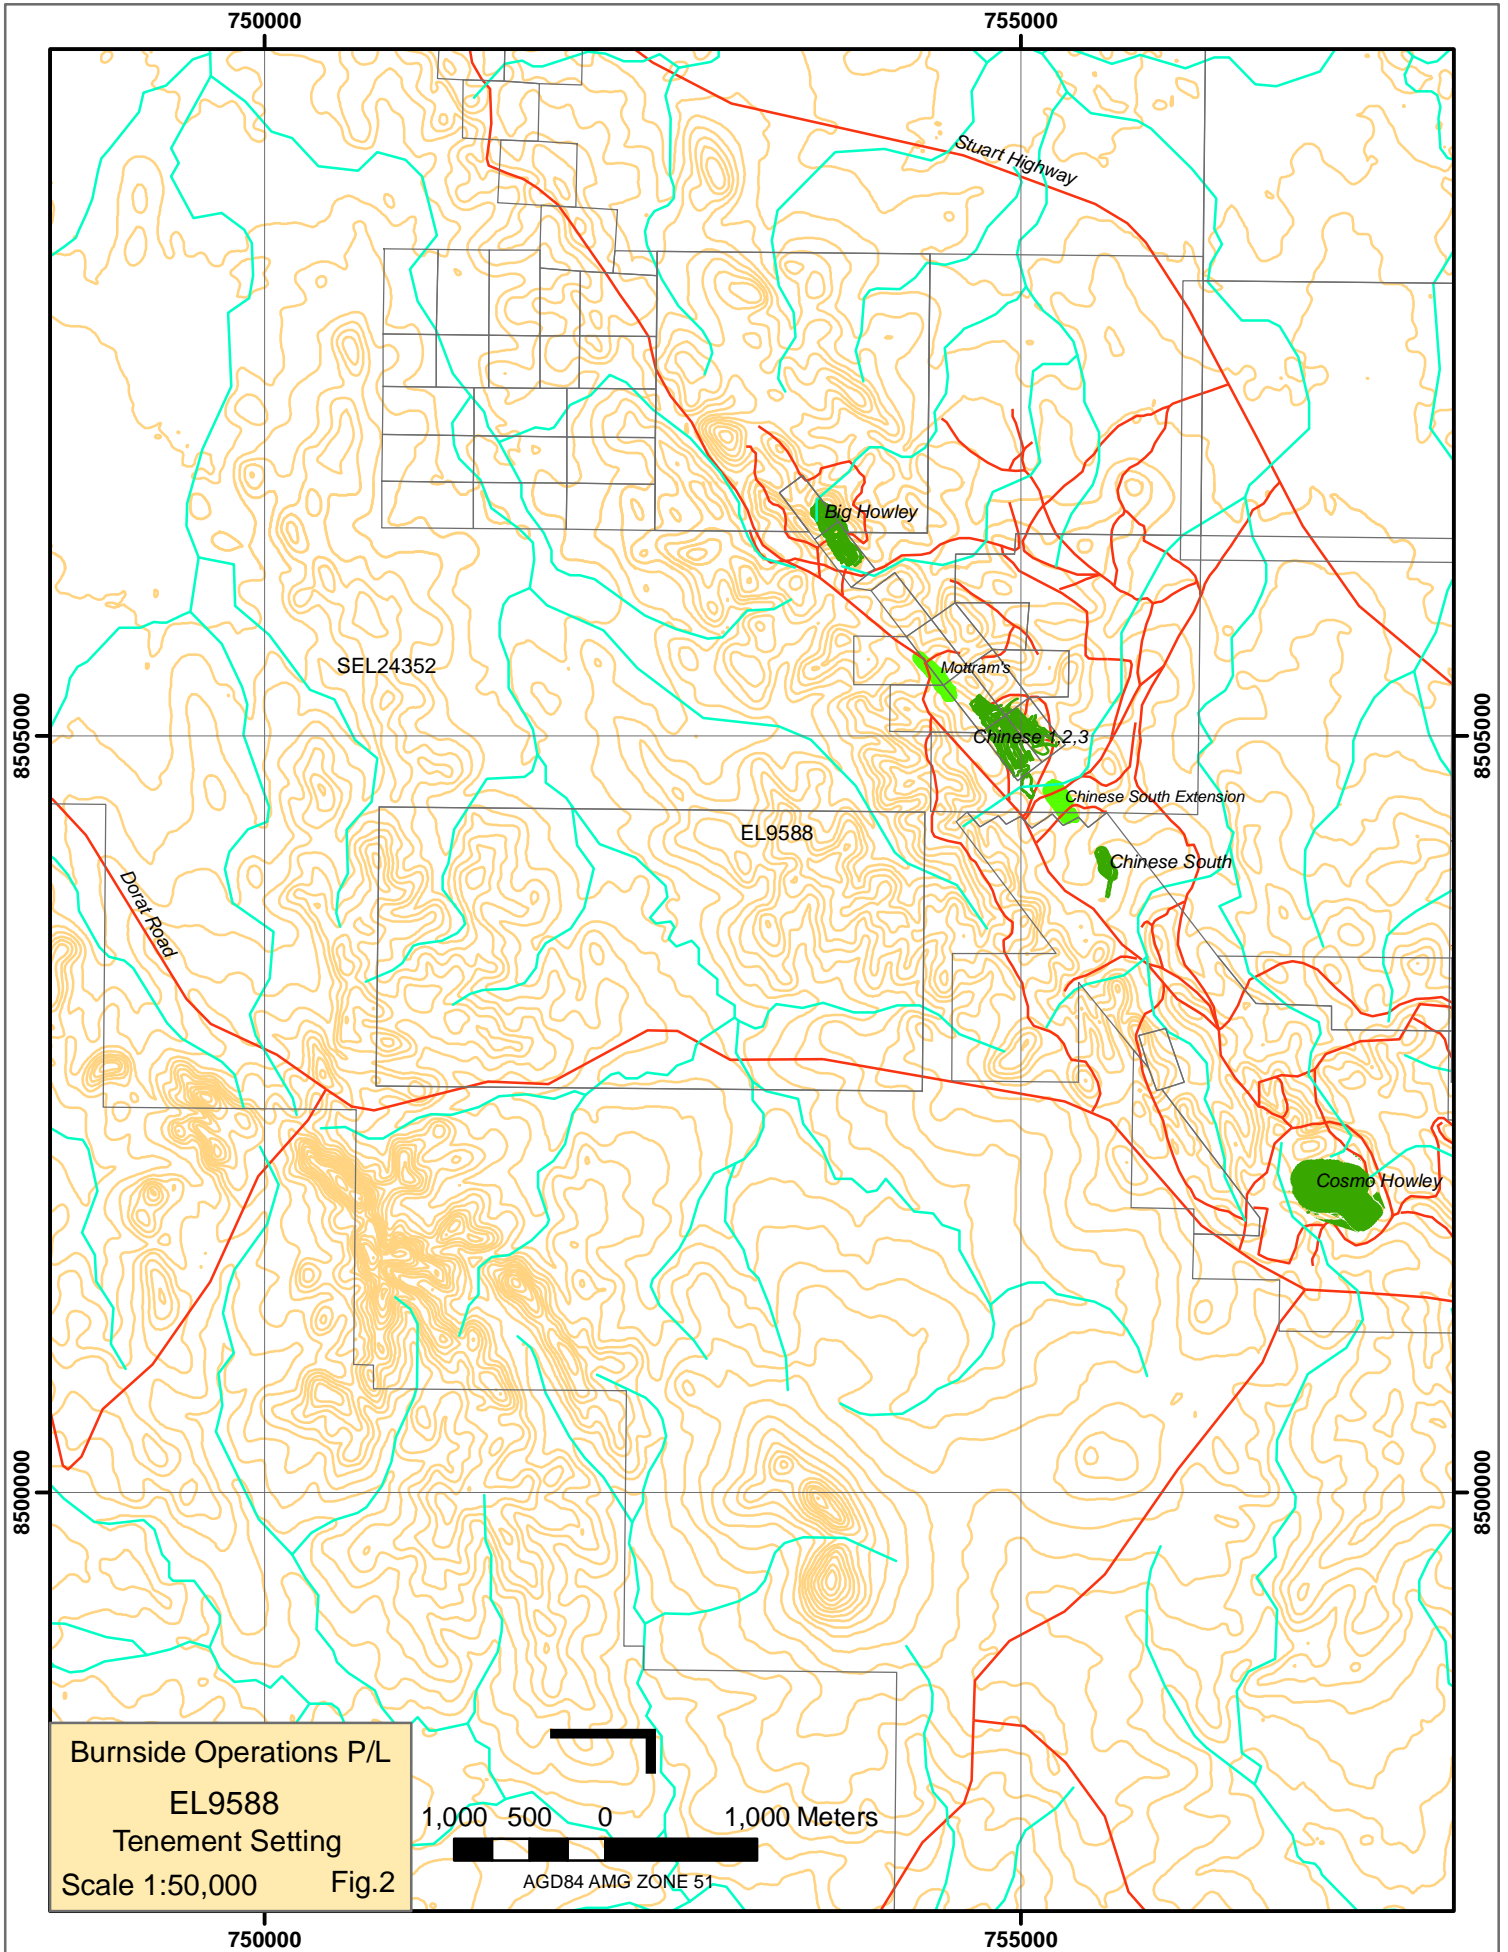 750000 755000
Stuart Highway
Big Howley
SEL24352
Mottram's
8505000 8505000
Chinese 1,2,3
Chinese South Extension
EL9588
Chinese South
Dorat Road
Cosmo Howley
8500000 8500000
Burnside Operations P/L
EL9588
Tenement Setting
Scale 1:50,000 Fig.2
1,000 500 0 1,000 Meters
AGD84 AMG ZONE 51
750000 755000